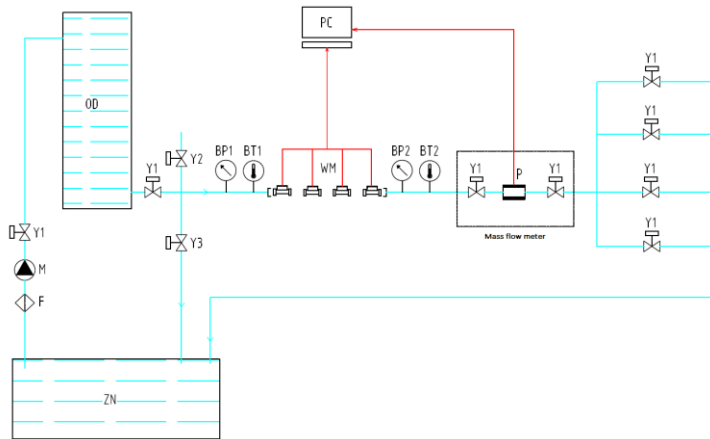 PC
Y1
OD
Y1
BP1
BT1
BP2
BT2
Y2
WM
Y1
Y1
P
Y1
Y1
Y1
Y3
Y1
Mass flow meter
Y1
M
F
ZN